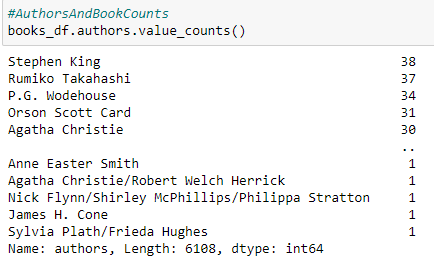 #AuthorsAndBookCounts
books_df.authors.value_counts()
Stephen King 38
Rumiko Takahashi 37
P.G. Wodehouse 34
Orson Scott Card 31
Agatha Christie 30
..
Anne Easter Smith 1
Agatha Christie/Robert Welch Herrick 1
Nick Flynn/Shirley McPhillips/Philippa Stratton 1
James H. Cone 1
Sylvia Plath/Frieda Hughes 1
Name: authors, Length: 6108, dtype: int64